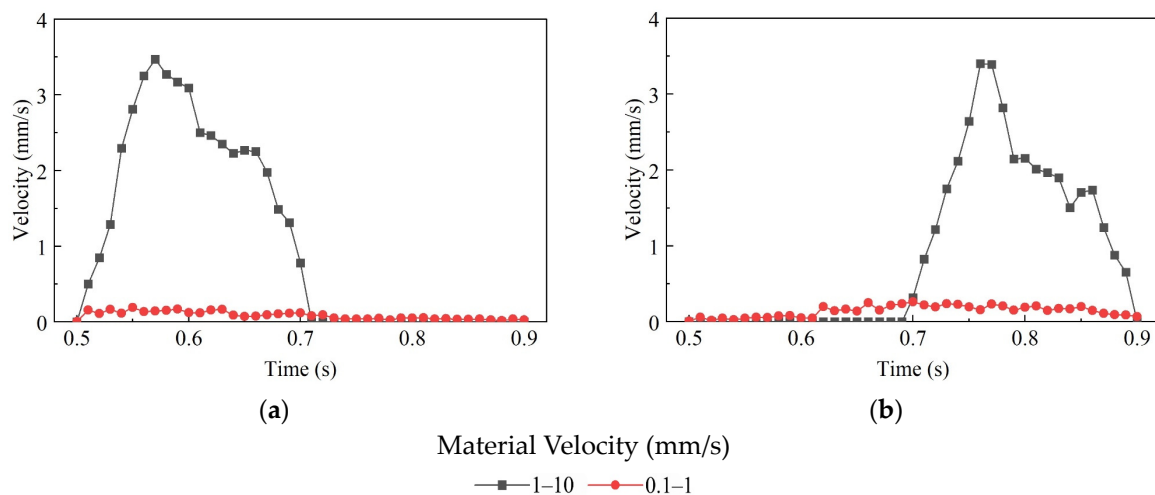 4
3
2
1
0
Velocity (mm/s)
0.5 0.6 0.7 0.8 0.9
Time (s)
(a)
4
3
2
1
0
Velocity (mm/s)
0.5 0.6 0.7 0.8 0.9
Time (s)
(b)
Material Velocity (mm/s)
1–10 0.1–1